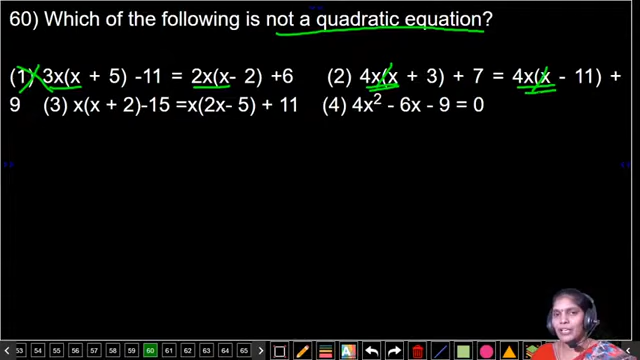 60) Which of the following is not a quadratic equation?
(1) 3x(x + 5) -11 = 2x(x- 2) +6 (2) 4x(x + 3) + 7 = 4x(x - 11) +
9 (3) x(x + 2)-15 =x(2x- 5) + 11 (4) 4x² - 6x - 9 = 0
53 54 55 56 57 58 59 60 61 62 63 64 65